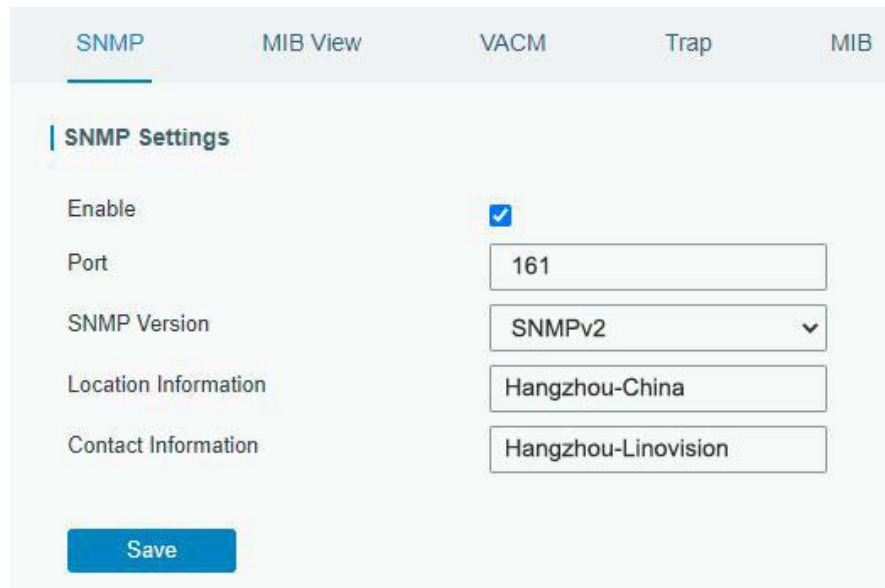 SNMP MIB View VACM Trap MIB
SNMP Settings
Enable
Port 161
SNMP Version SNMPv2
Location Information Hangzhou-China
Contact Information Hangzhou-Linovision
Save